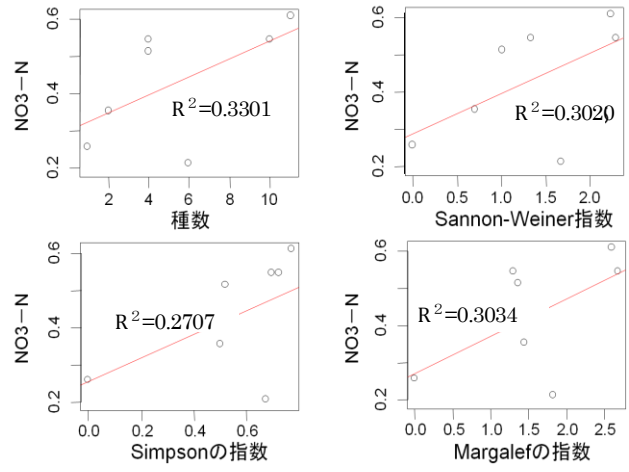 NO3－N
0.6
0.4
0.2
R²=0.3301
2 4 6 8 10
種数
NO3－N
0.6
0.4
0.2
R²=0.3020,
0.0 0.5 1.0 1.5 2.0
Sannon-Weiner指数
NO3－N
0.6
0.4
0.2
R²=0.2707
0.0 0.2 0.4 0.6
Simpsonの指数
NO3－N
0.6
0.4
0.2
R²=0.3034
0.0 0.5 1.0 1.5 2.0 2.5
Margalefの指数